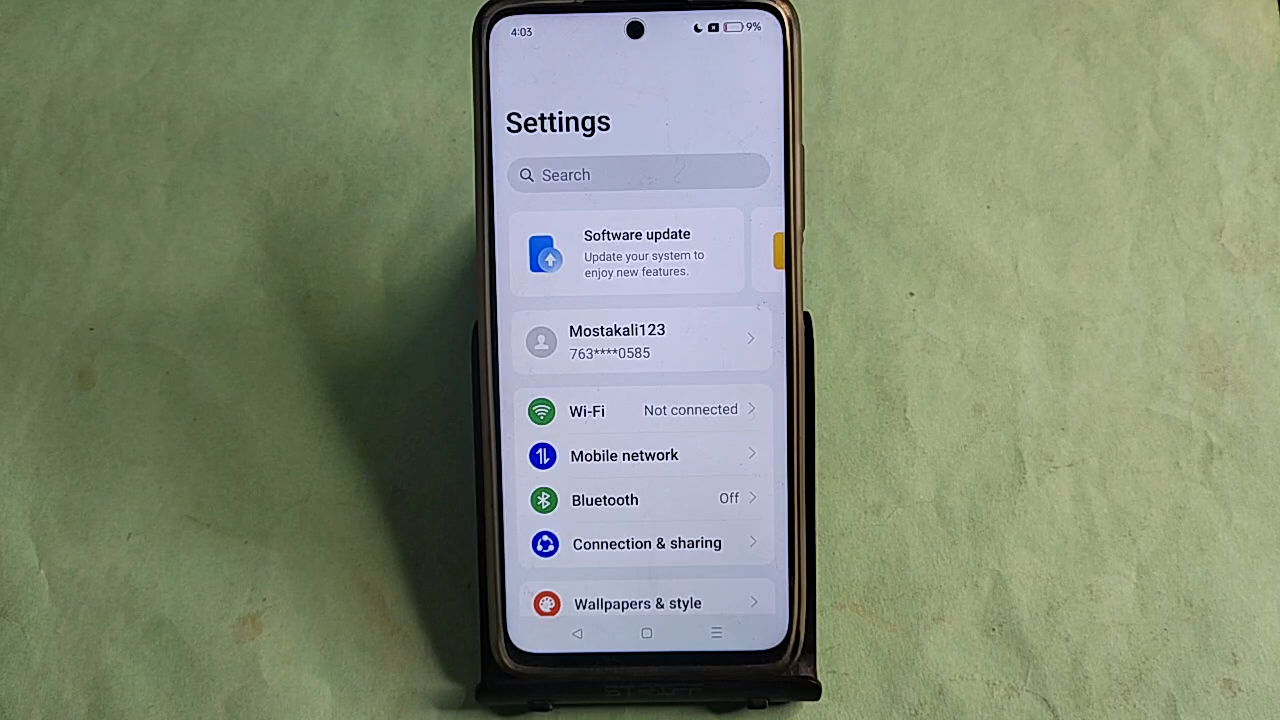 4:03
9%
Settings
Search
Software update
Update your system to
enjoy new features.
Mostakali123
763****0585
Wi-Fi Not connected
Mobile network
Bluetooth Off
Connection & sharing
Wallpapers & style